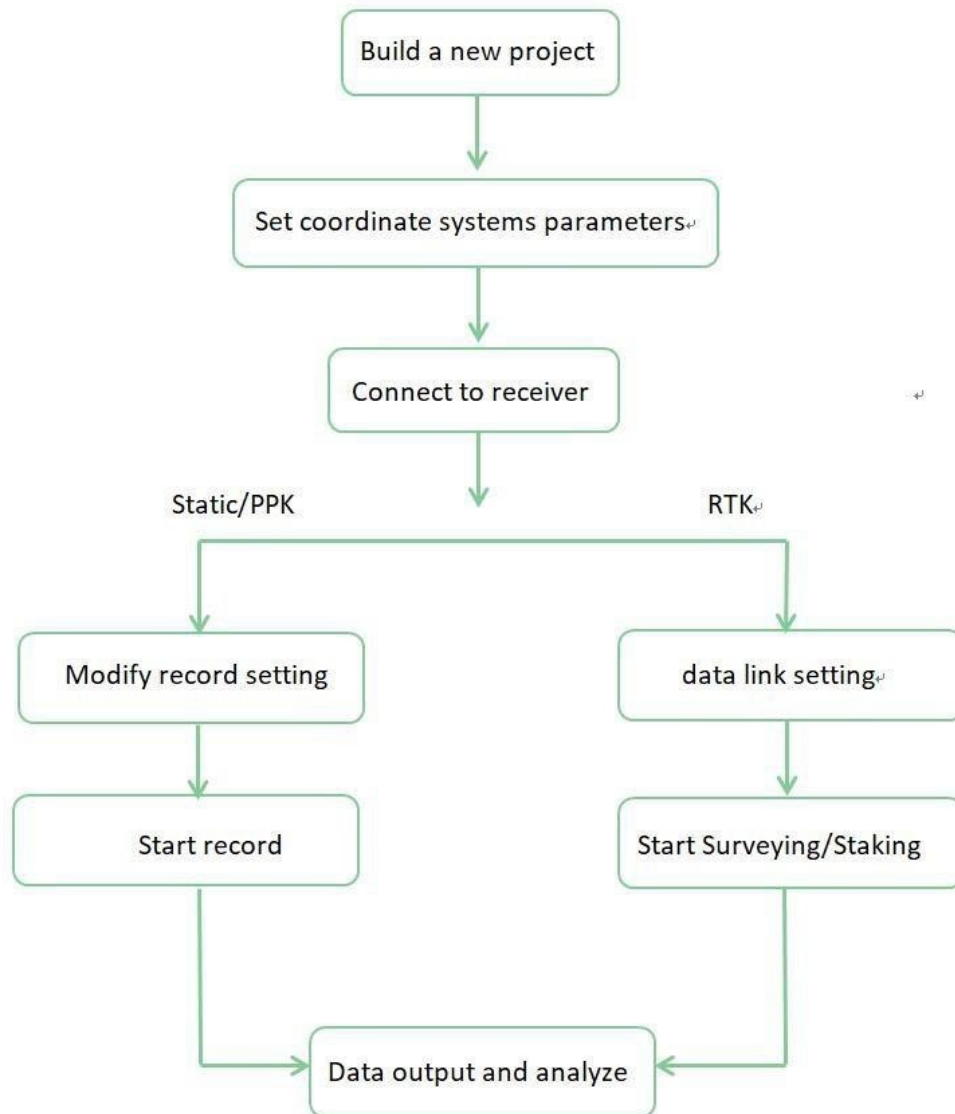 Build a new project
Set coordinate systems parameters
Connect to receiver
Static/PPK
RTK
Modify record setting
data link setting
Start record
Start Surveying/Staking
Data output and analyze